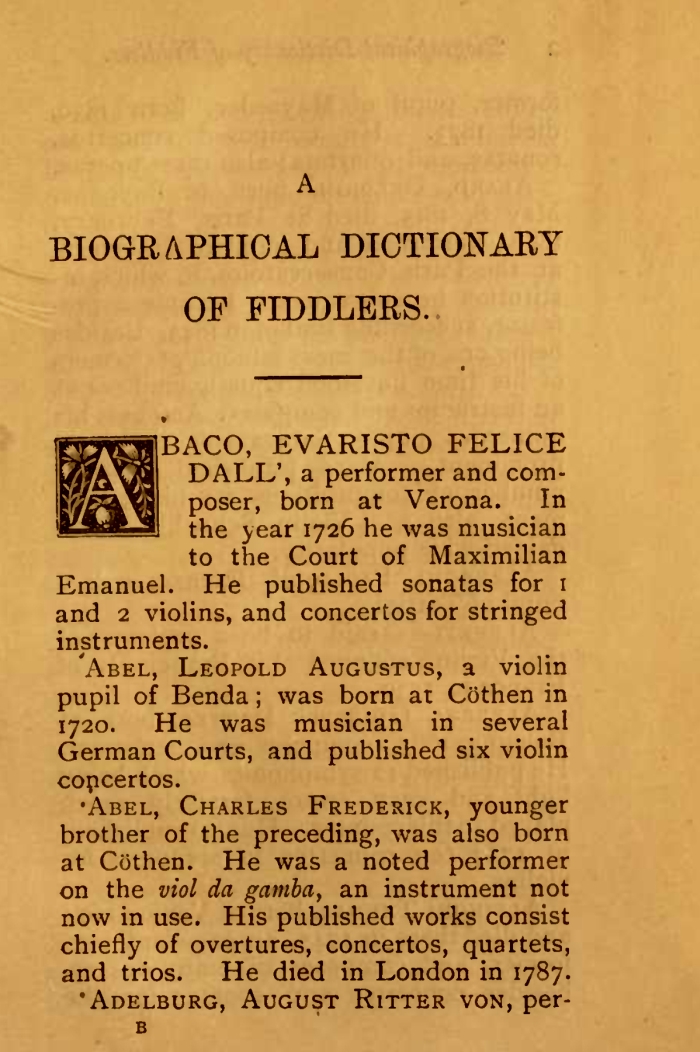 A
BIOGRAPHICAL DICTIONARY
OF FIDDLERS.
ABACO, EVARISTO FELICE
DALL', a performer and com-
poser, born at Verona. In
the year 1726 he was musician
to the Court of Maximilian
Emanuel. He published sonatas for 1
and 2 violins, and concertos for stringed
instruments.
ABEL, LEOPOLD AUGUSTUS, a violin
pupil of Benda; was born at Cöthen in
1720. He was musician in several
German Courts, and published six violin
concertos.
ABEL, CHARLES FREDERICK, younger
brother of the preceding, was also born
at Cöthen. He was a noted performer
on the viol da gamba, an instrument not
now in use. His published works consist
chiefly of overtures, concertos, quartets,
and trios. He died in London in 1787.
ADELBURG, AUGUST RITTER VON, per-
B